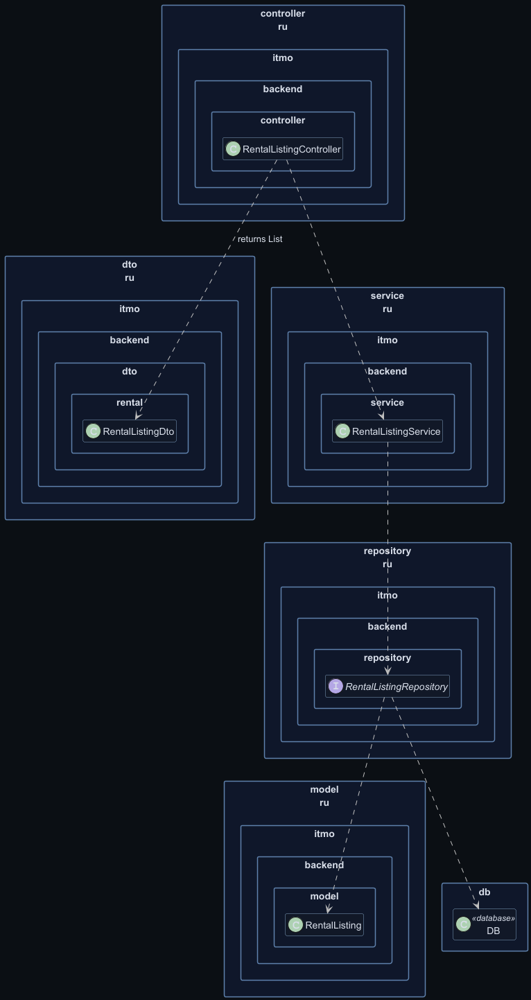 controller
ru
itmo
backend
controller
C RentalListingController
returns List
dto
ru
itmo
backend
dto
rental
C RentalListingDto
service
ru
itmo
backend
service
C RentalListingService
repository
ru
itmo
backend
repository
I RentalListingRepository
model
ru
itmo
backend
model
C RentalListing
db
«database»
C DB